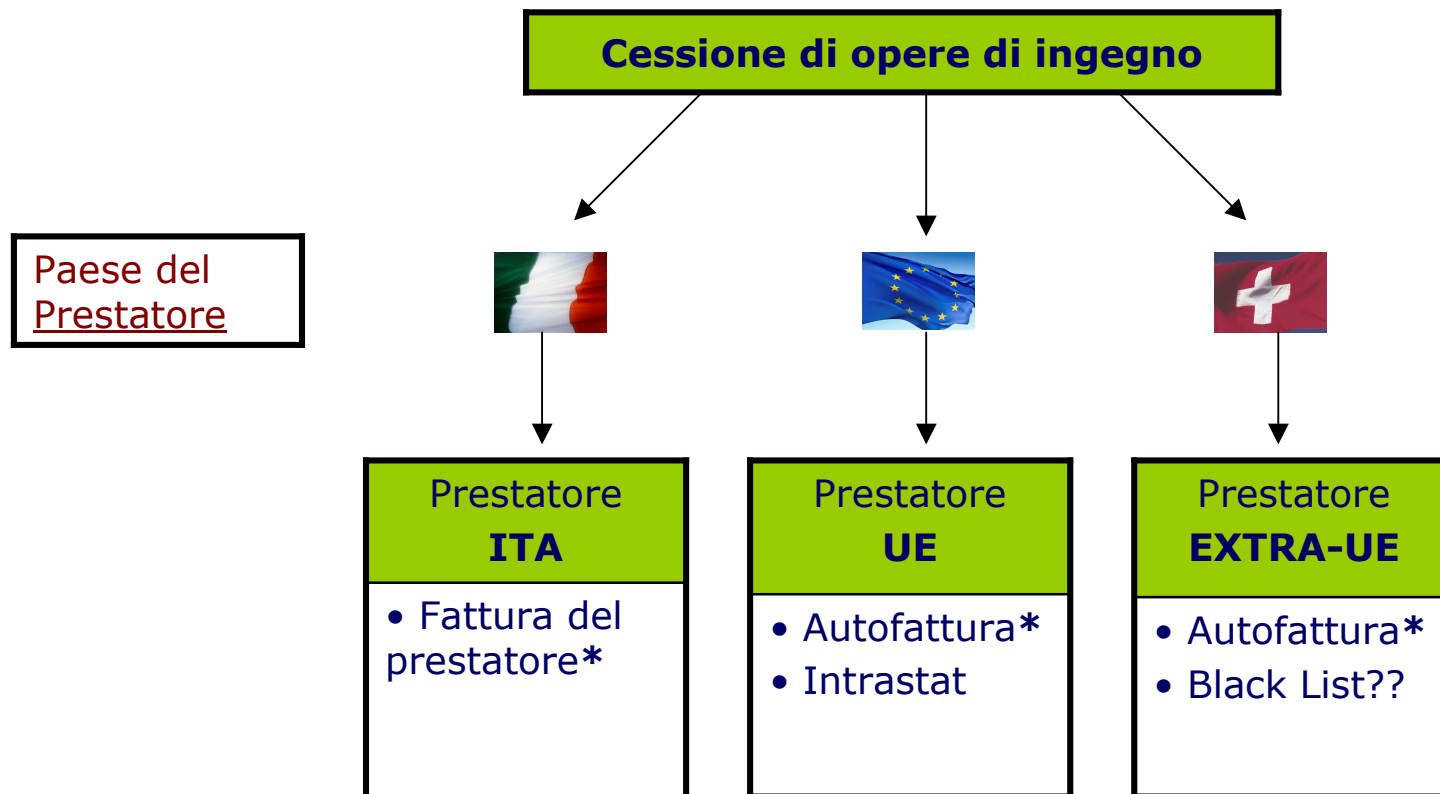 Cessione di opere di ingegno
Paese del
Prestatore
Prestatore
ITA
• Fattura del
prestatore*
Prestatore
UE
• Autofattura*
• Intrastat
Prestatore
EXTRA-UE
• Autofattura*
• Black List??